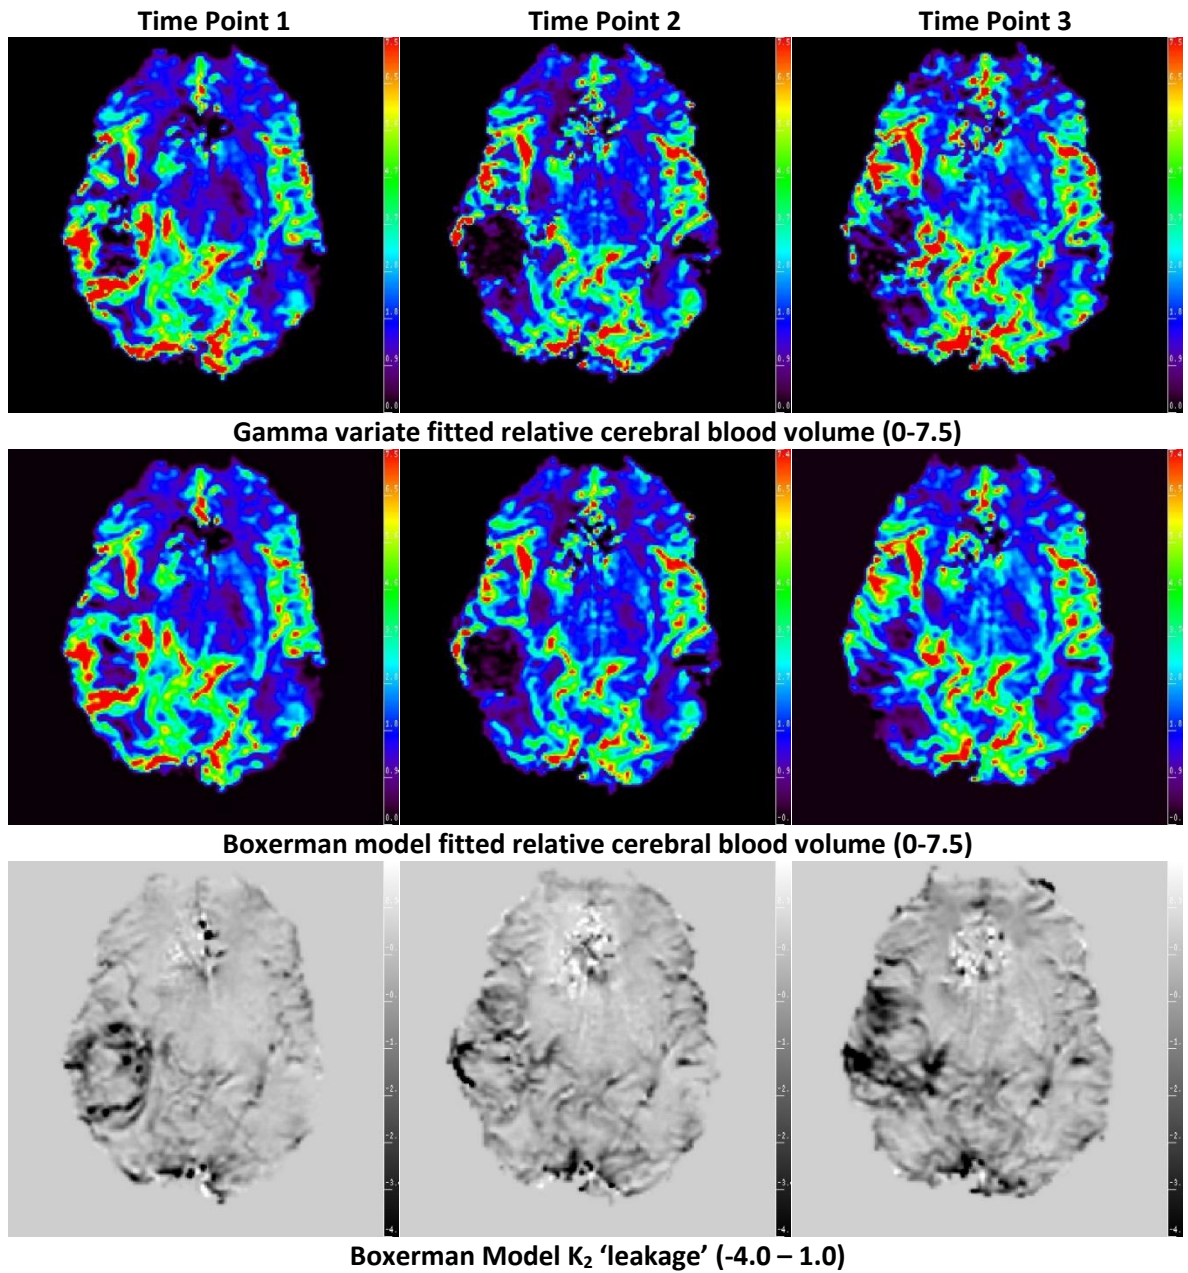 Time Point 1 Time Point 2 Time Point 3
Gamma variate fitted relative cerebral blood volume (0-7.5)
Boxerman model fitted relative cerebral blood volume (0-7.5)
Boxerman Model K₂ ‘leakage’ (-4.0 – 1.0)